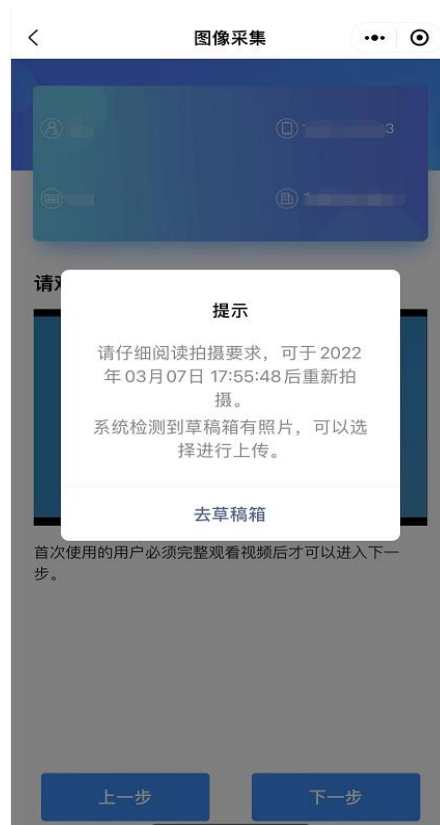 图像采集
3
请
提示
请仔细阅读拍摄要求，可于2022
年03月07日 17:55:48后重新拍
摄。
系统检测到草稿箱有照片，可以选
择进行上传。
去草稿箱
首次使用的用户必须完整观看视频后才可以进入下一
步。
上一步
下一步